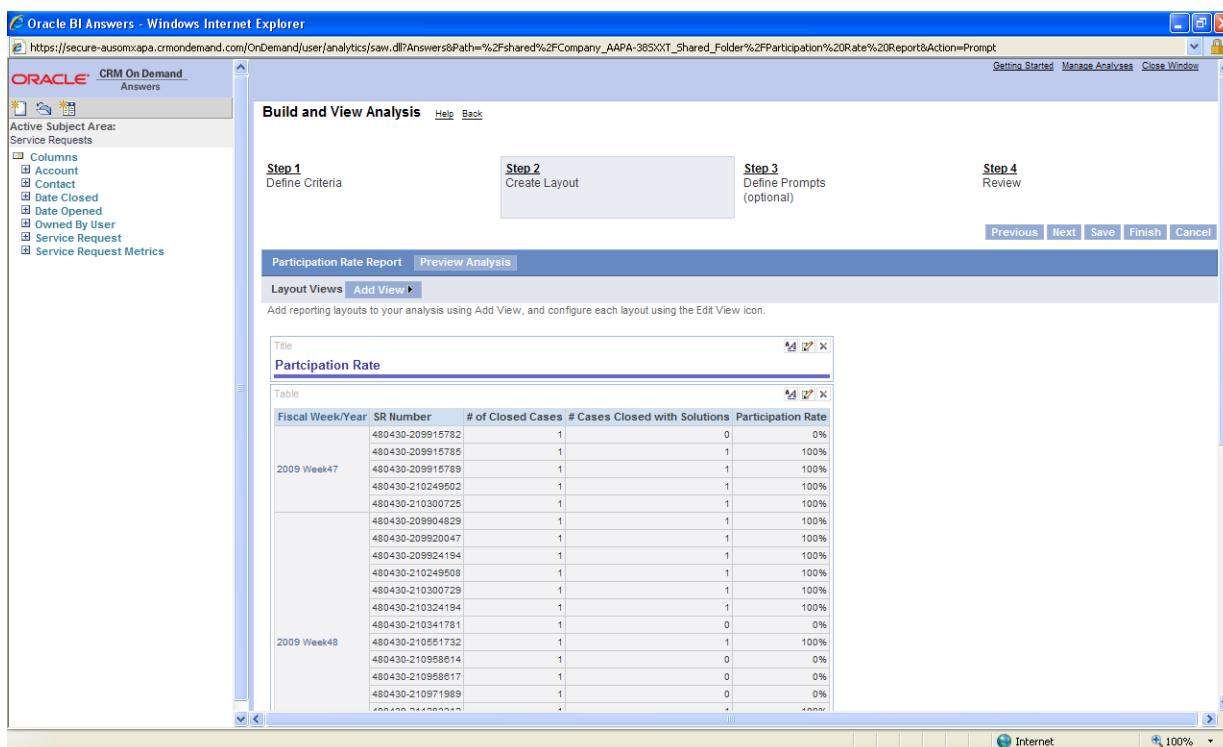 Oracle BI Answers - Windows Internet Explorer
https://secure-ausomxapa.crmondemand.com/OnDemand/user/analytics/saw.dll?Answers&Path=%2Fshared%2FCompany_AAPA-385XXT_Shared_Folder%2FParticipation%20Rate%20Report&Action=Prompt
ORACLE CRM On Demand
Answers
Getting Started Manage Analyses Close Window
Active Subject Area:
Service Requests
Columns
Account
Contact
Date Closed
Date Opened
Owned By User
Service Request
Service Request Metrics
Build and View Analysis Help Back
Step 1
Define Criteria
Step 2
Create Layout
Step 3
Define Prompts
(optional)
Step 4
Review
Previous Next Save Finish Cancel
Participation Rate Report Preview Analysis
Layout Views Add View
Add reporting layouts to your analysis using Add View, and configure each layout using the Edit View icon.
Title
Partcipation Rate
Table
Fiscal Week/Year SR Number # of Closed Cases # Cases Closed with Solutions Participation Rate
480430-209915782 1 0 0%
480430-209915785 1 1 100%
2009 Week47 480430-209915789 1 1 100%
480430-210249502 1 1 100%
480430-210300725 1 1 100%
480430-209904829 1 1 100%
480430-209920047 1 1 100%
480430-209924194 1 1 100%
480430-210249508 1 1 100%
480430-210300729 1 1 100%
480430-210324194 1 1 100%
480430-210341781 1 0 0%
2009 Week48 480430-210551732 1 1 100%
480430-210958614 1 0 0%
480430-210958617 1 0 0%
480430-210971989 1 0 0%
Internet 100%